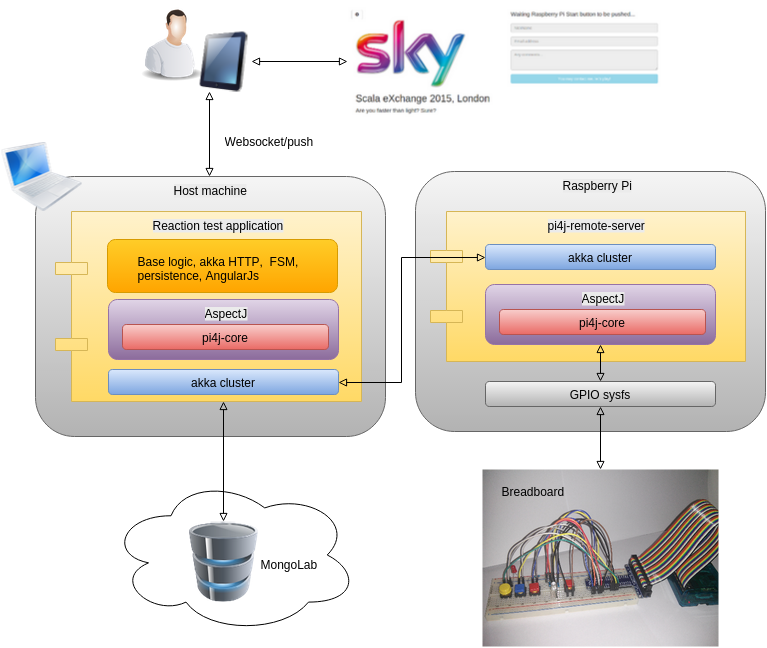 Waiting Raspberry PI Start button to be pushed...
sky
Scala eXchange 2015, London
Are you faster than light? Sure?
Websocket/push
Host machine
Reaction test application
Base logic, akka HTTP, FSM,
persistence, AngularJs
AspectJ
pi4j-core
akka cluster
Raspberry Pi
pi4j-remote-server
akka cluster
AspectJ
pi4j-core
GPIO sysfs
MongoLab
Breadboard